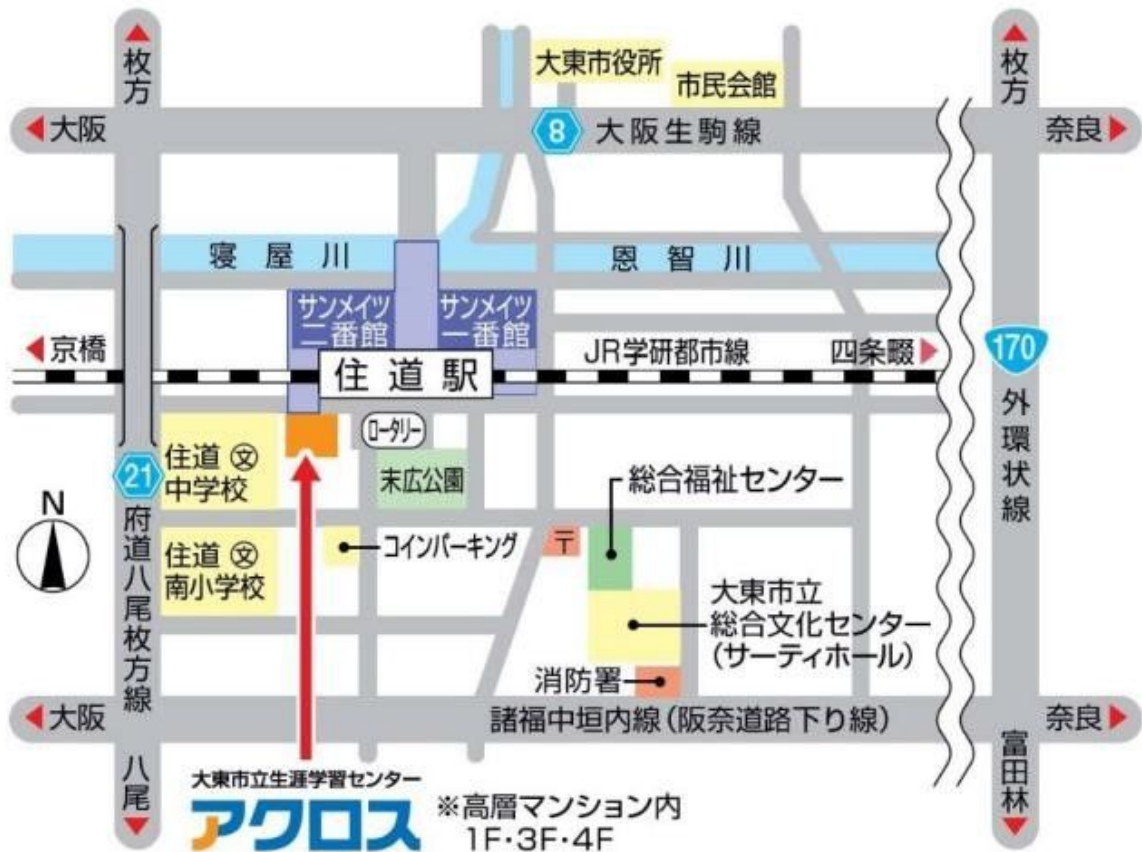 枚方
枚方
大東市役所
市民会館
大阪
8
大阪生駒線
奈良
寝屋川
恩智川
サンメイツ
二番館
サンメイツ
一番館
京橋
住道駅
JR学研都市線
四条畷
170
外環状線
ロータリー
住道 文
中学校
末広公園
総合福祉センター
21
府道八尾枚方線
N
住道 文
南小学校
コインパーキング
〒
大東市立
総合文化センター
(サーティホール)
消防署
大阪
諸福中垣内線(阪奈道路下り線)
奈良
八尾
富田林
大東市立生涯学習センター
アクロス
※高層マンション内
1F・3F・4F